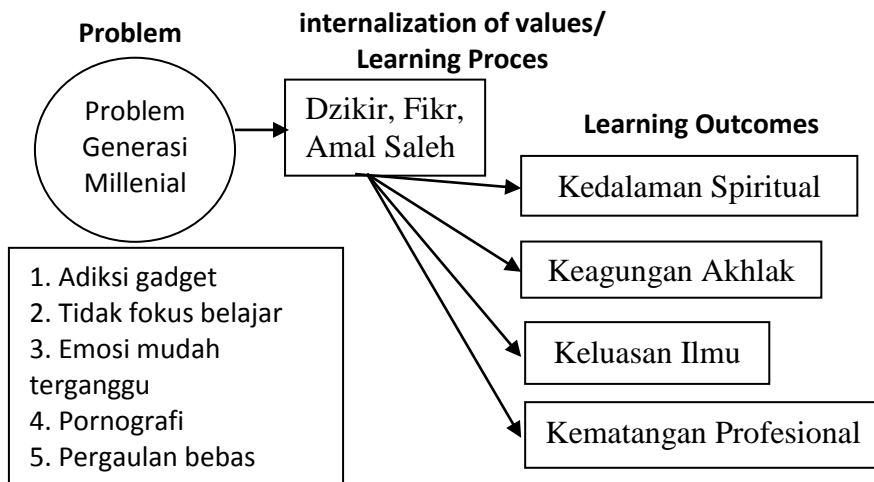 Problem
Problem
Generasi
Millenial
1. Adiksi gadget
2. Tidak fokus belajar
3. Emosi mudah
terganggu
4. Pornografi
5. Pergaulan bebas
internalization of values/
Learning Proces
Dzikir, Fikr,
Amal Saleh
Learning Outcomes
Kedalaman Spiritual
Keagungan Akhlak
Keluasan Ilmu
Kematangan Profesional